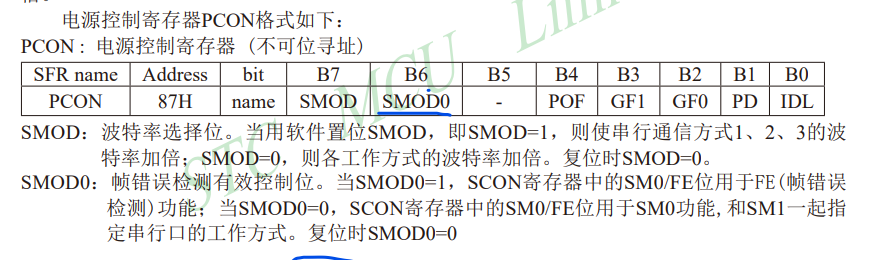 电源控制寄存器PCON格式如下：
PCON : 电源控制寄存器 (不可位寻址)
SFR name Address bit B7 B6 B5 B4 B3 B2 B1 B0
PCON 87H name SMOD SMOD0 - POF GF1 GF0 PD IDL
SMOD：波特率选择位。当用软件置位SMOD，即SMOD=1，则使串行通信方式1、2、3的波
特率加倍；SMOD=0，则各工作方式的波特率加倍。复位时SMOD=0。
SMOD0：帧错误检测有效控制位。当SMOD0=1，SCON寄存器中的SM0/FE位用于FE(帧错误
检测)功能；当SMOD0=0，SCON寄存器中的SM0/FE位用于SM0功能,和SM1一起指
定串行口的工作方式。复位时SMOD0=0
STC MCU Limi